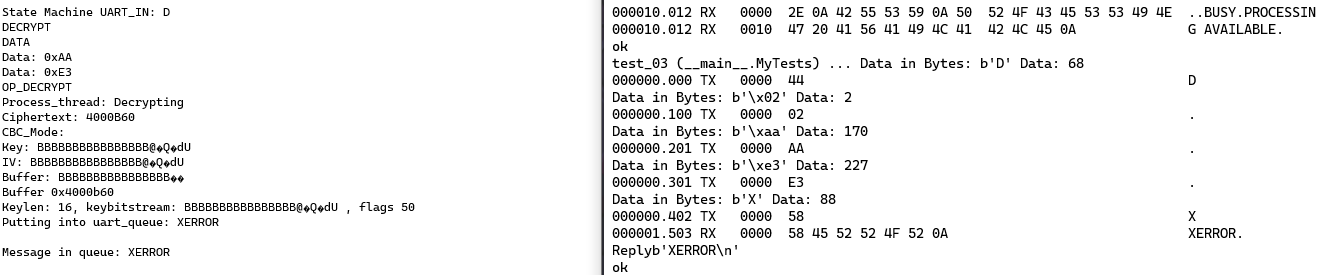 State Machine UART_IN: D
DECRYPT
DATA
Data: 0xAA
Data: 0xE3
OP_DECRYPT
Process_thread: Decrypting
Ciphertext: 4000B60
CBC_Mode:
Key: BBBBBBBBBBBBBBBB@�Q�dU
IV: BBBBBBBBBBBBBBBB@�Q�dU
Buffer: BBBBBBBBBBBBBBBB��
Buffer 0x4000b60
Keylen: 16, keybitstream: BBBBBBBBBBBBBBBB@�Q�dU , flags 50
Putting into uart_queue: XERROR
Message in queue: XERROR
000010.012 RX 0000 2E 0A 42 55 53 59 0A 50 52 4F 43 45 53 53 49 4E ..BUSY.PROCESSIN
000010.012 RX 0010 47 20 41 56 41 49 4C 41 42 4C 45 0A G AVAILABLE.
ok
test_03 (__main__.MyTests) ... Data in Bytes: b'D' Data: 68
000000.000 TX 0000 44 D
Data in Bytes: b'\x02' Data: 2
000000.100 TX 0000 02 .
Data in Bytes: b'\xaa' Data: 170
000000.201 TX 0000 AA .
Data in Bytes: b'\xe3' Data: 227
000000.301 TX 0000 E3 .
Data in Bytes: b'X' Data: 88
000000.402 TX 0000 58 X
000001.503 RX 0000 58 45 52 52 4F 52 0A XERROR.
Replyb'XERROR\n'
ok